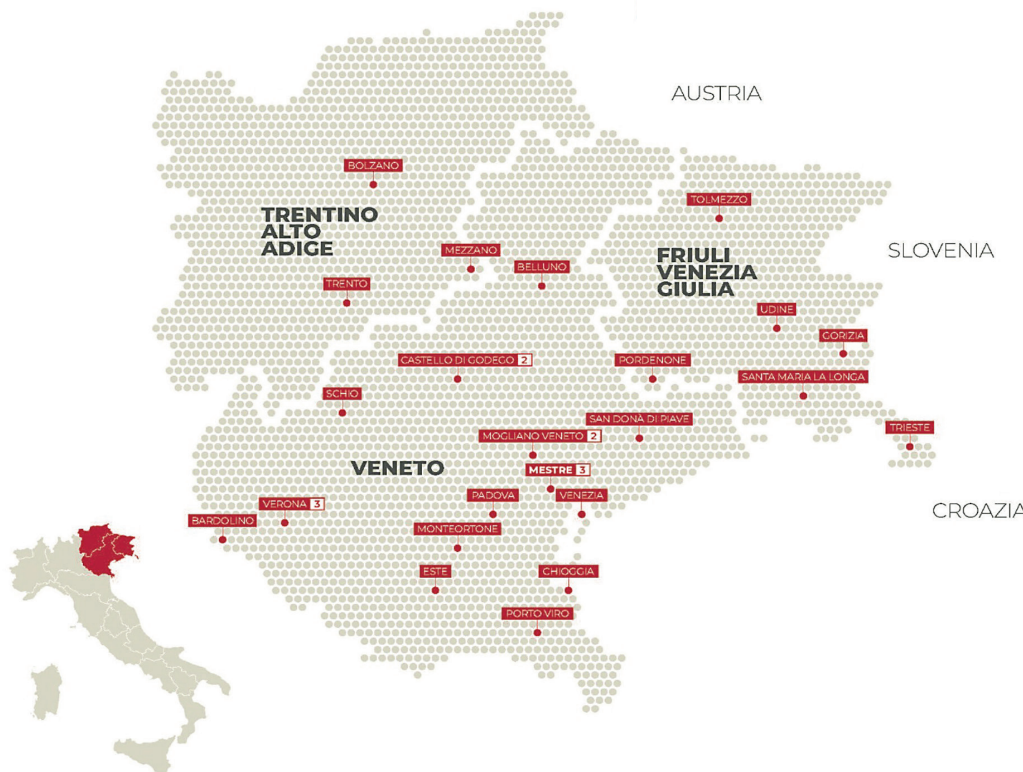 AUSTRIA
BOLZANO
TOLMEZZO
TRENTINO
ALTO
ADIGE
MEZZANO
BELLUNO
FRIULI
VENEZIA
GIULIA
SLOVENIA
TRENTO
UDINE
GORIZIA
CASTELLO DI GODEGO 2
PORDENONE
SANTA MARIA LA LONGA
SCHIO
SAN DONÀ DI PIAVE
TRIESTE
MOGLIANO VENETO 2
VENETO
MESTRE 3
PADOVA
VENEZIA
VERONA 3
CROAZIA
BARDOLINO
MONTEORTONE
ESTE
CHIOGGIA
PORTO VIRO